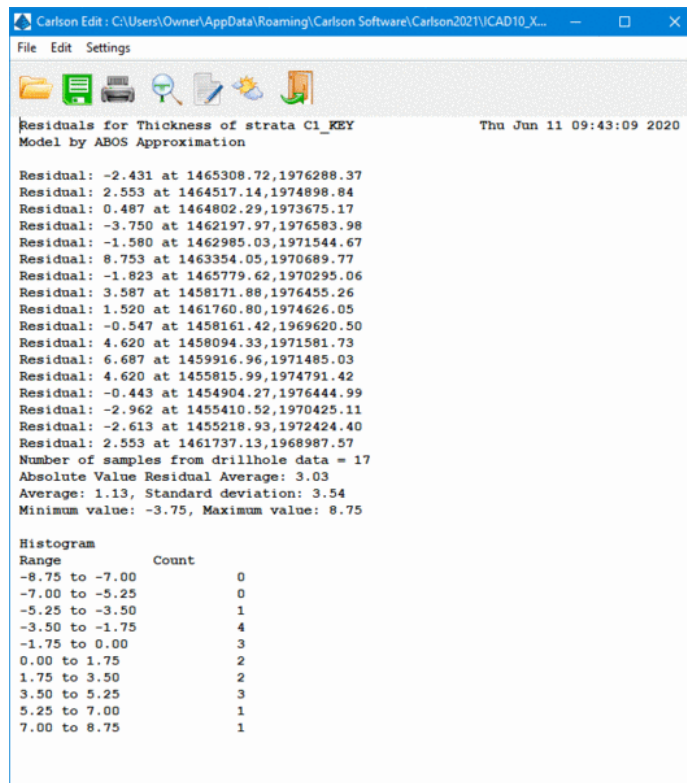 Carlson Edit : C:\Users\Owner\AppData\Roaming\Carlson Software\Carlson2021\ICAD10_X...
File Edit Settings
Residuals for Thickness of strata C1_KEY Thu Jun 11 09:43:09 2020
Model by ABOS Approximation
Residual: -2.431 at 1465308.72,1976288.37
Residual: 2.553 at 1464517.14,1974898.84
Residual: 0.487 at 1464802.29,1973675.17
Residual: -3.750 at 1462197.97,1976583.98
Residual: -1.580 at 1462985.03,1971544.67
Residual: 8.753 at 1463354.05,1970689.77
Residual: -1.823 at 1465779.62,1970295.06
Residual: 3.587 at 1458171.88,1976455.26
Residual: 1.520 at 1461760.80,1974626.05
Residual: -0.547 at 1458161.42,1969620.50
Residual: 4.620 at 1458094.33,1971581.73
Residual: 6.687 at 1459916.96,1971485.03
Residual: 4.620 at 1455815.99,1974791.42
Residual: -0.443 at 1454904.27,1976444.99
Residual: -2.962 at 1455410.52,1970425.11
Residual: -2.613 at 1455218.93,1972424.40
Residual: 2.553 at 1461737.13,1968987.57
Number of samples from drillhole data = 17
Absolute Value Residual Average: 3.03
Average: 1.13, Standard deviation: 3.54
Minimum value: -3.75, Maximum value: 8.75
Histogram
Range Count
-8.75 to -7.00 0
-7.00 to -5.25 0
-5.25 to -3.50 1
-3.50 to -1.75 4
-1.75 to 0.00 3
0.00 to 1.75 2
1.75 to 3.50 2
3.50 to 5.25 3
5.25 to 7.00 1
7.00 to 8.75 1